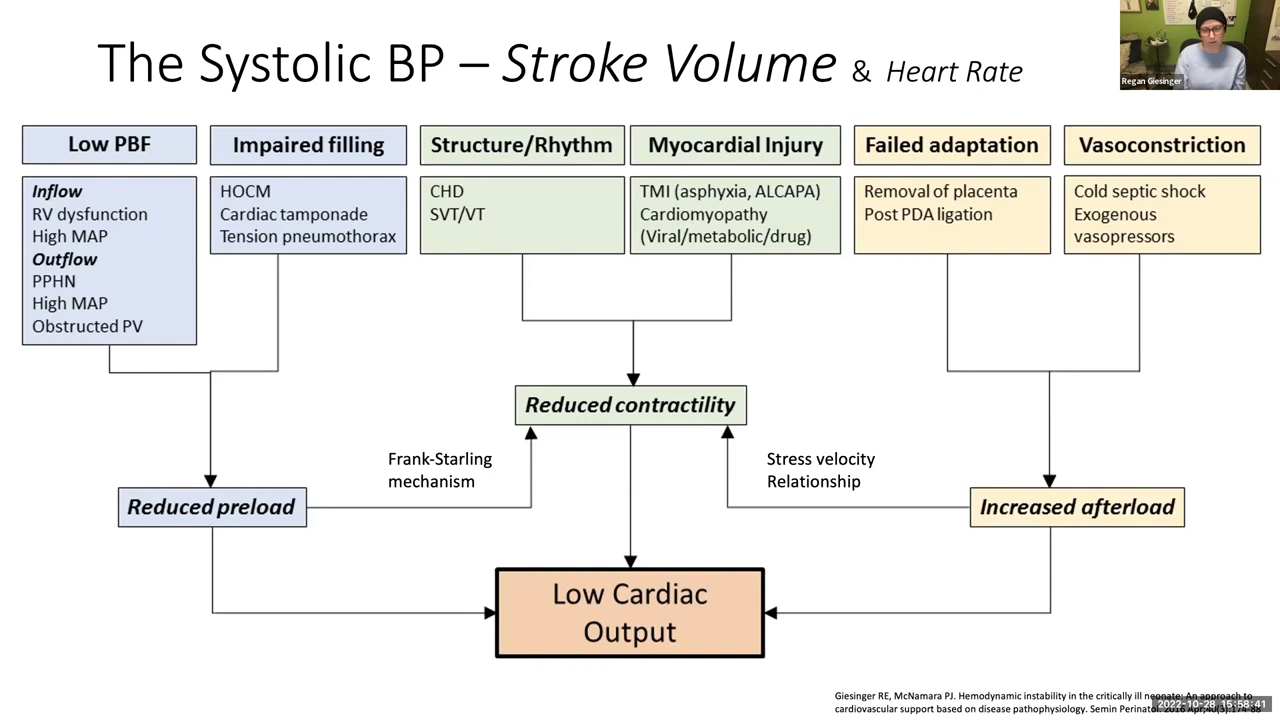 The Systolic BP – Stroke Volume & Heart Rate
Regan Giesinger
Low PBF
Inflow
RV dysfunction
High MAP
Outflow
PPHN
High MAP
Obstructed PV
Impaired filling
HOCM
Cardiac tamponade
Tension pneumothorax
Structure/Rhythm
CHD
SVT/VT
Myocardial Injury
TMI (asphyxia, ALCAPA)
Cardiomyopathy
(Viral/metabolic/drug)
Failed adaptation
Removal of placenta
Post PDA ligation
Vasoconstriction
Cold septic shock
Exogenous
vasopressors
Reduced contractility
Frank-Starling
mechanism
Stress velocity
Relationship
Reduced preload
Increased afterload
Low Cardiac
Output
Giesinger RE, McNamara PJ. Hemodynamic instability in the critically ill neonate: An approach to
cardiovascular support based on disease pathophysiology. Semin Perinatol. 2016 Apr;40(3):174-88
2022-10-28 15:58:41